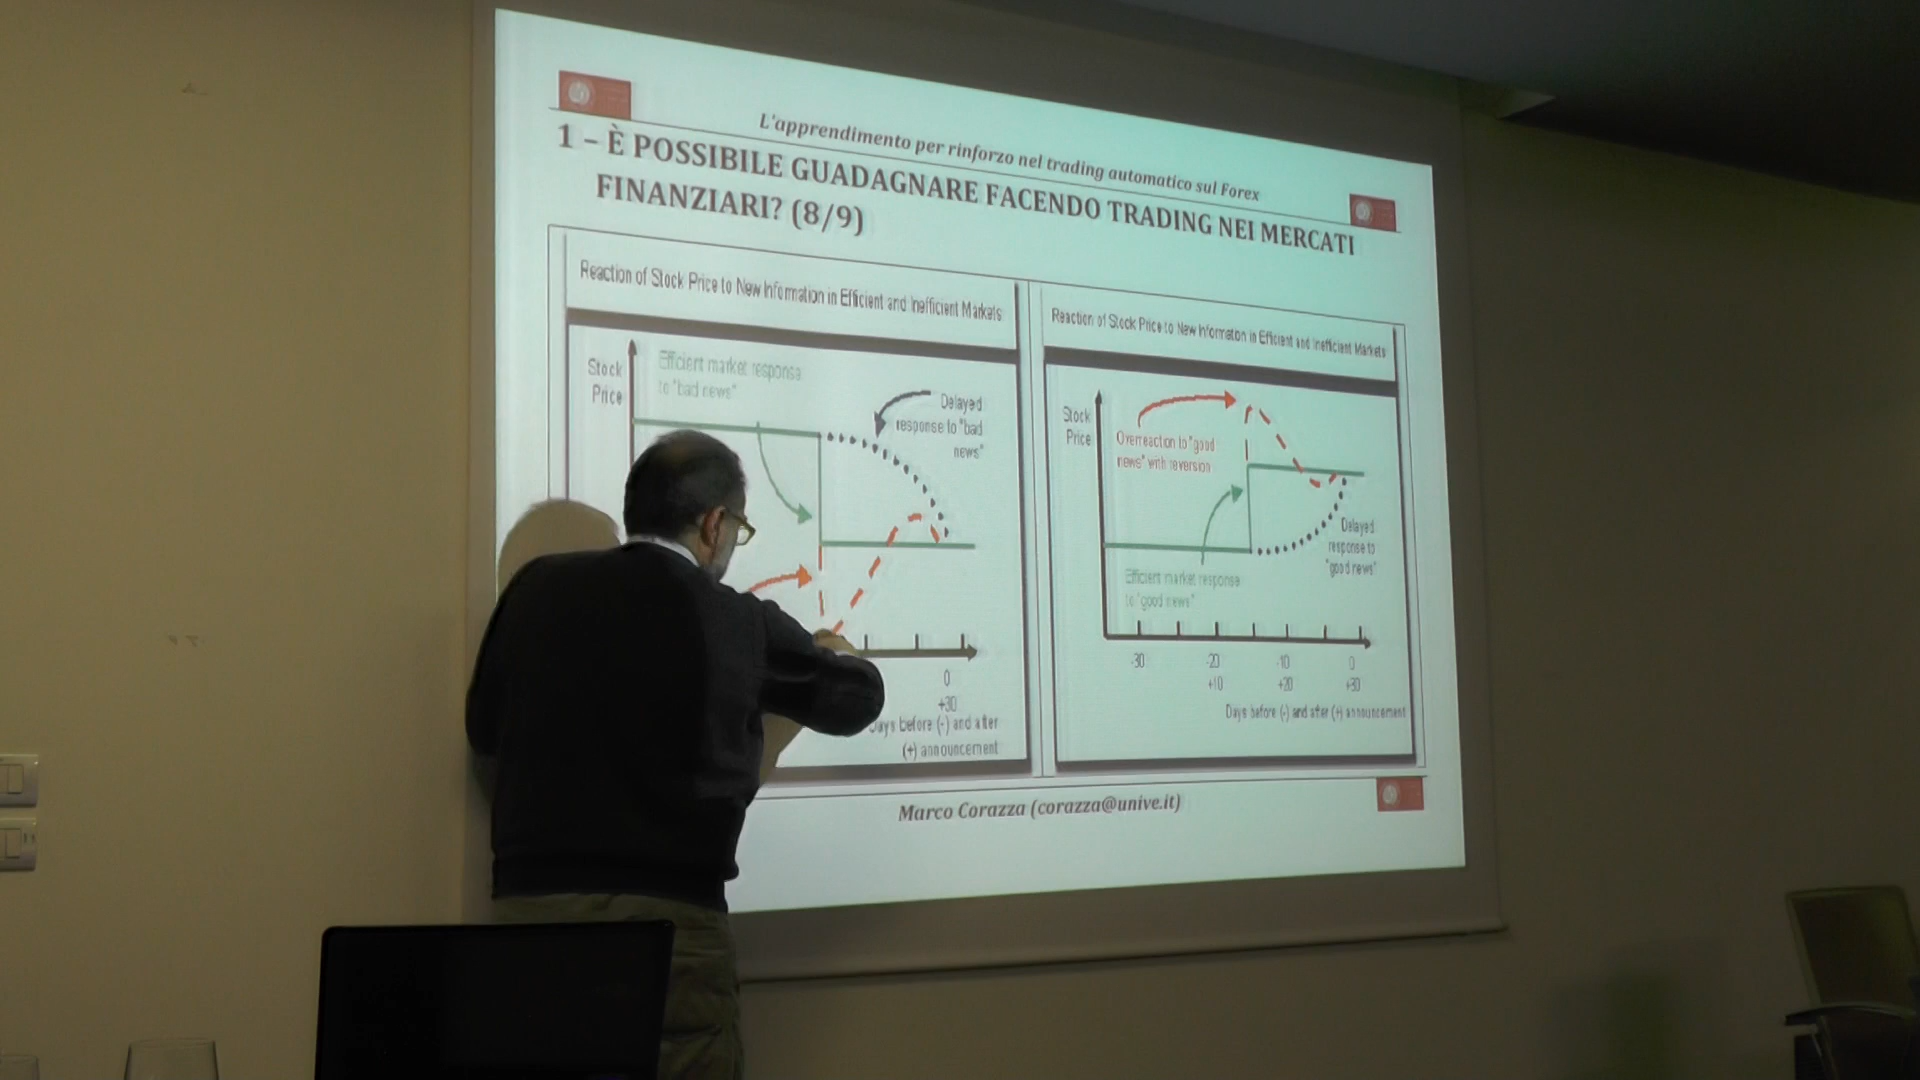 L'apprendimento per rinforzo nel trading automatico sul Forex
1 – È POSSIBILE GUADAGNARE FACENDO TRADING NEI MERCATI
FINANZIARI? (8/9)
Reaction of Stock Price to New Information in Efficient and Inefficient Markets
Stock
Price
Efficient market response
to "bad news"
Delayed
response to "bad
news"
0
+30
Days before (-) and after
(+) announcement
Reaction of Stock Price to New Information in Efficient and Inefficient Markets
Stock
Price
Overreaction to "good
news" with reversion
Delayed
response to
"good news"
Efficient market response
to "good news"
-30 -20 -10 0
+10 +20 +30
Days before (-) and after (+) announcement
Marco Corazza (corazza@unive.it)